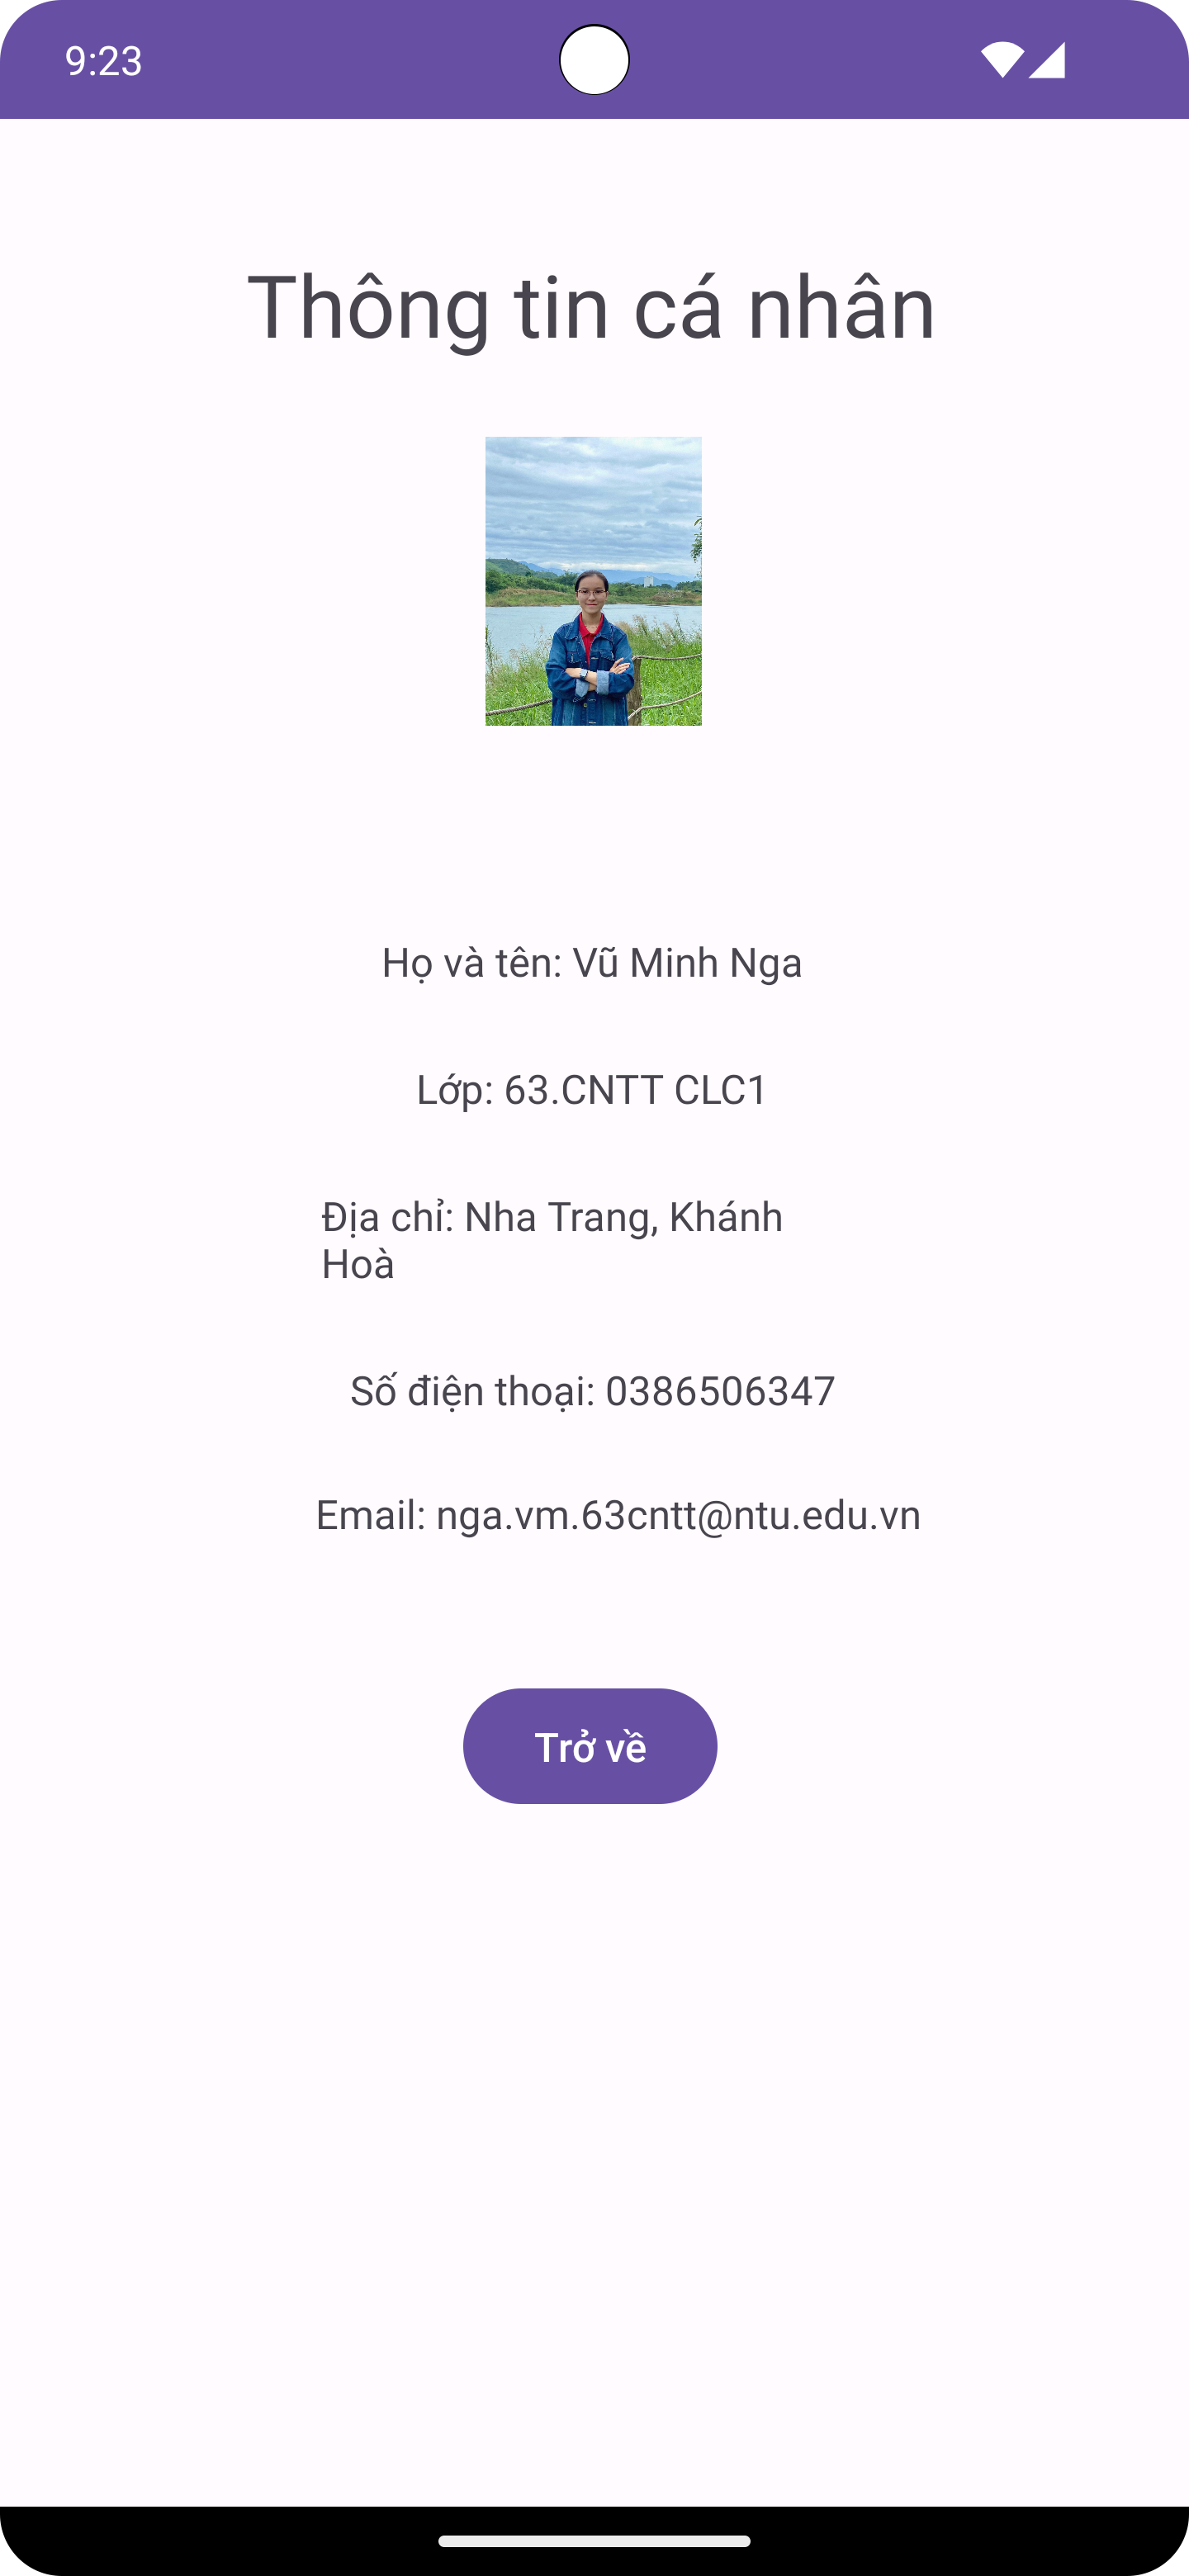 9:23
Thông tin cá nhân
Họ và tên: Vũ Minh Nga
Lớp: 63.CNTT CLC1
Địa chỉ: Nha Trang, Khánh
Hoà
Số điện thoại: 0386506347
Email: nga.vm.63cntt@ntu.edu.vn
Trở về